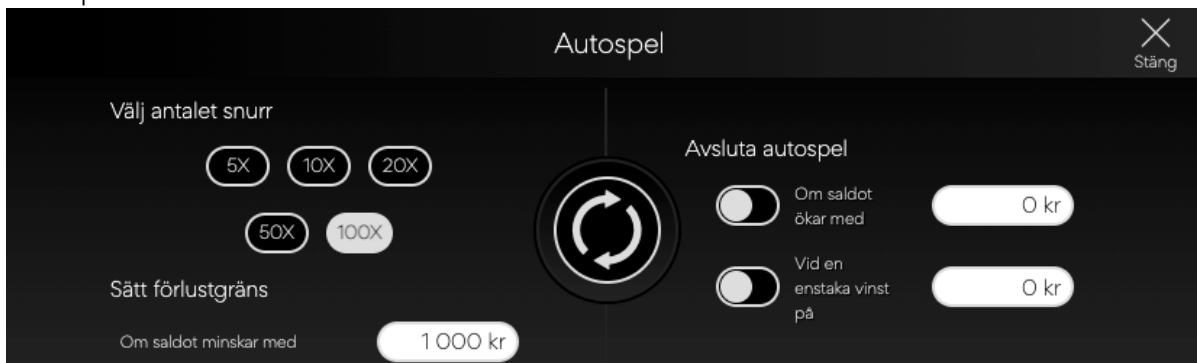 Autospel
Stäng
Välj antalet snurr
5X 10X 20X
50X 100X
Sätt förlustgräns
Om saldot minskar med 1 000 kr
Avsluta autospel
Om saldot
ökar med
0 kr
Vid en
enstaka vinst
på
0 kr